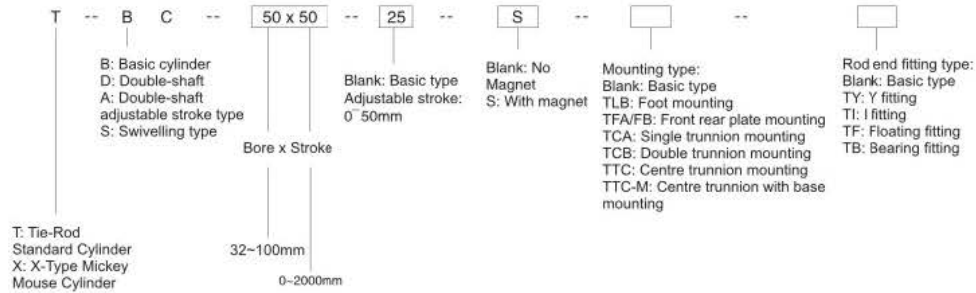 T -- B C -- 50 x 50 -- 25 -- S -- --
B: Basic cylinder
D: Double-shaft
A: Double-shaft
adjustable stroke type
S: Swivelling type
Bore x Stroke
Blank: Basic type
Adjustable stroke:
0‾50mm
Blank: No
Magnet
S: With magnet
Mounting type:
Blank: Basic type
TLB: Foot mounting
TFA/FB: Front rear plate mounting
TCA: Single trunnion mounting
TCB: Double trunnion mounting
TTC: Centre trunnion mounting
TTC-M: Centre trunnion with base
mounting
Rod end fitting type:
Blank: Basic type
TY: Y fitting
TI: I fitting
TF: Floating fitting
TB: Bearing fitting
T: Tie-Rod
Standard Cylinder
X: X-Type Mickey
Mouse Cylinder
32~100mm
0~2000mm